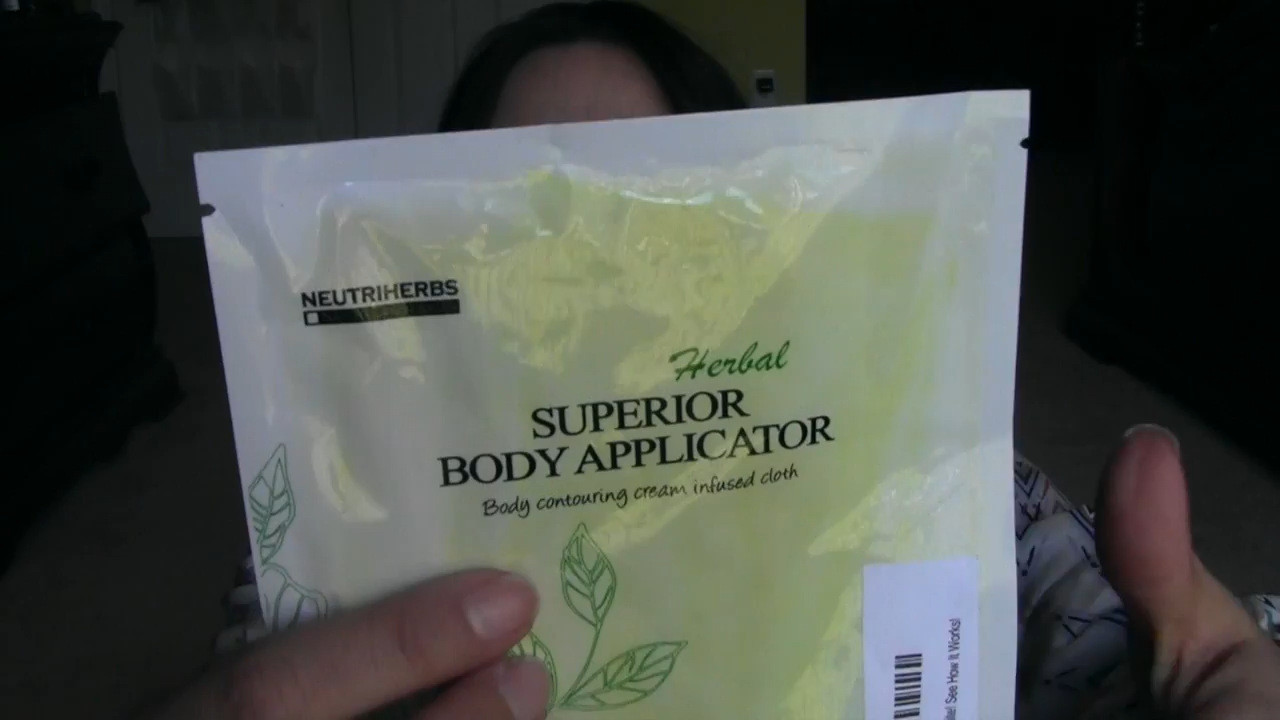 NEUTRIHERBS
Herbal
SUPERIOR
BODY APPLICATOR
Body contouring cream infused cloth
See How it Works!